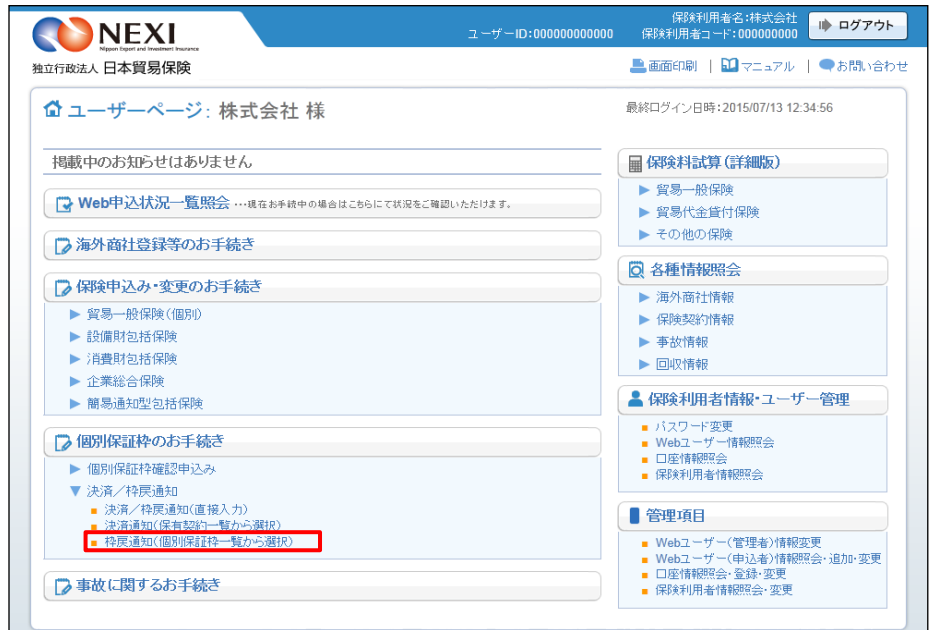 NEXI
Nippon Export and Investment Insurance
独立行政法人 日本貿易保険
ユーザーID:000000000000
保険利用者名:株式会社
保険利用者コード:000000000
ログアウト
画面印刷 | マニュアル | お問い合わせ
ユーザーページ: 株式会社 様
最終ログイン日時:2015/07/13 12:34:56
掲載中のお知らせはありません
Web申込状況一覧照会 …現在お手続中の場合はこちらにて状況をご確認いただけます。
海外商社登録等のお手続き
保険申込み・変更のお手続き
貿易一般保険(個別)
設備財包括保険
消費財包括保険
企業総合保険
簡易通知型包括保険
個別保証枠のお手続き
個別保証枠確認申込み
決済/枠戻通知
決済/枠戻通知(直接入力)
決済通知(保有契約一覧から選択)
枠戻通知(個別保証枠一覧から選択)
事故に関するお手続き
保険料試算(詳細版)
貿易一般保険
貿易代金貸付保険
その他の保険
各種情報照会
海外商社情報
保険契約情報
事故情報
回収情報
保険利用者情報・ユーザー管理
パスワード変更
Webユーザー情報照会
口座情報照会
保険利用者情報照会
管理項目
Webユーザー(管理者)情報変更
Webユーザー(申込者)情報照会・追加・変更
口座情報照会・登録・変更
保険利用者情報照会・変更